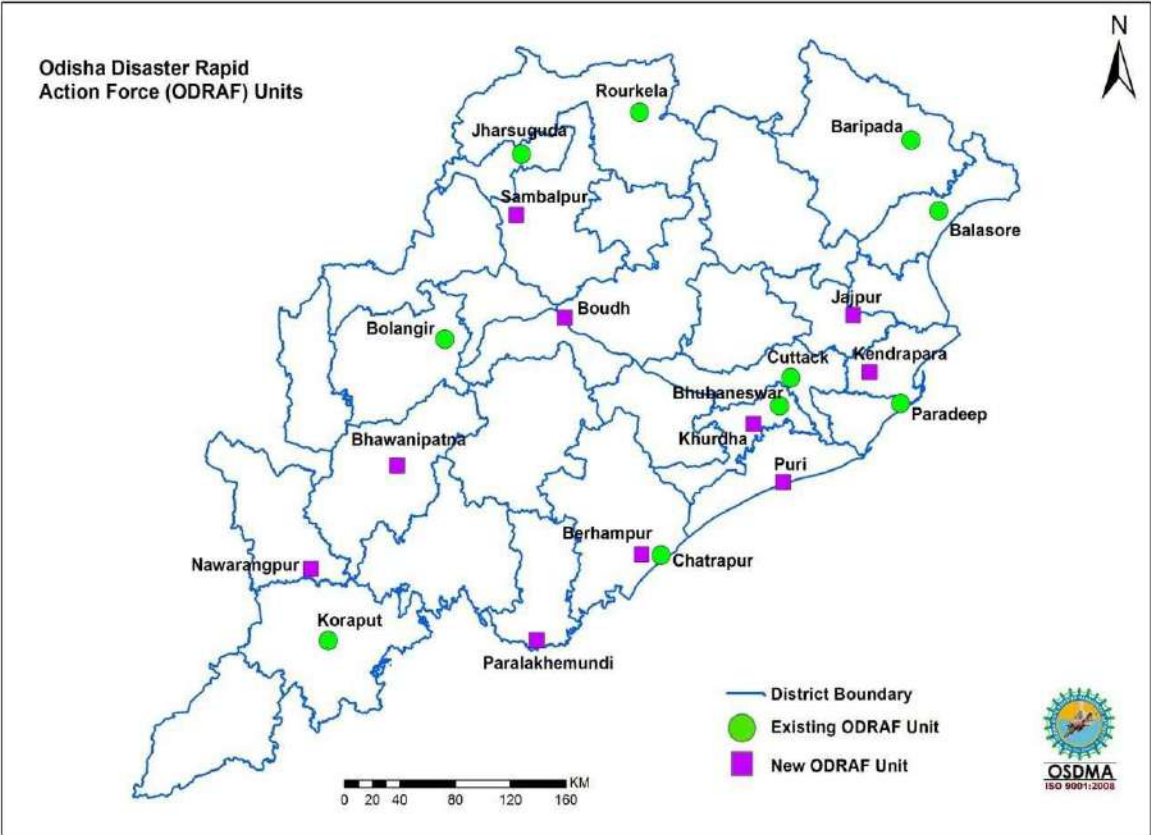 Odisha Disaster Rapid
Action Force (ODRAF) Units
N
Rourkela
Baripada
Jharsuguda
Sambalpur
Balasore
Jajpur
Boudh
Bolangir
Cuttack
Kendrapara
Bhubaneswar
Paradeep
Khurdha
Bhawanipatna
Puri
Berhampur
Chatrapur
Nawarangpur
Koraput
Paralakhemundi
District Boundary
Existing ODRAF Unit
New ODRAF Unit
KM
0 20 40 80 120 160
OSDMA
ISO 9001:2008